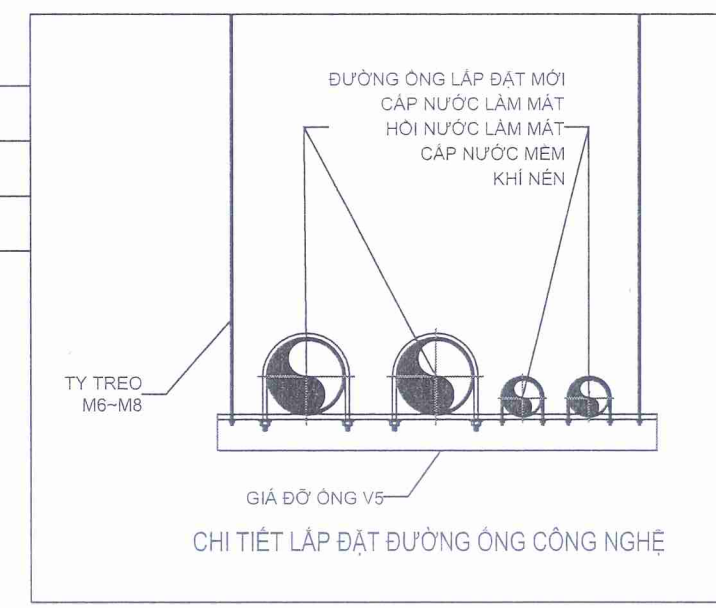 ĐƯỜNG ỐNG LẮP ĐẶT MỚI
CẤP NƯỚC LÀM MÁT
HỒI NƯỚC LÀM MÁT
CẤP NƯỚC MỀM
KHÍ NÉN
TY TREO
M6~M8
GIÁ ĐỠ ỐNG V5
CHI TIẾT LẮP ĐẶT ĐƯỜNG ỐNG CÔNG NGHỆ